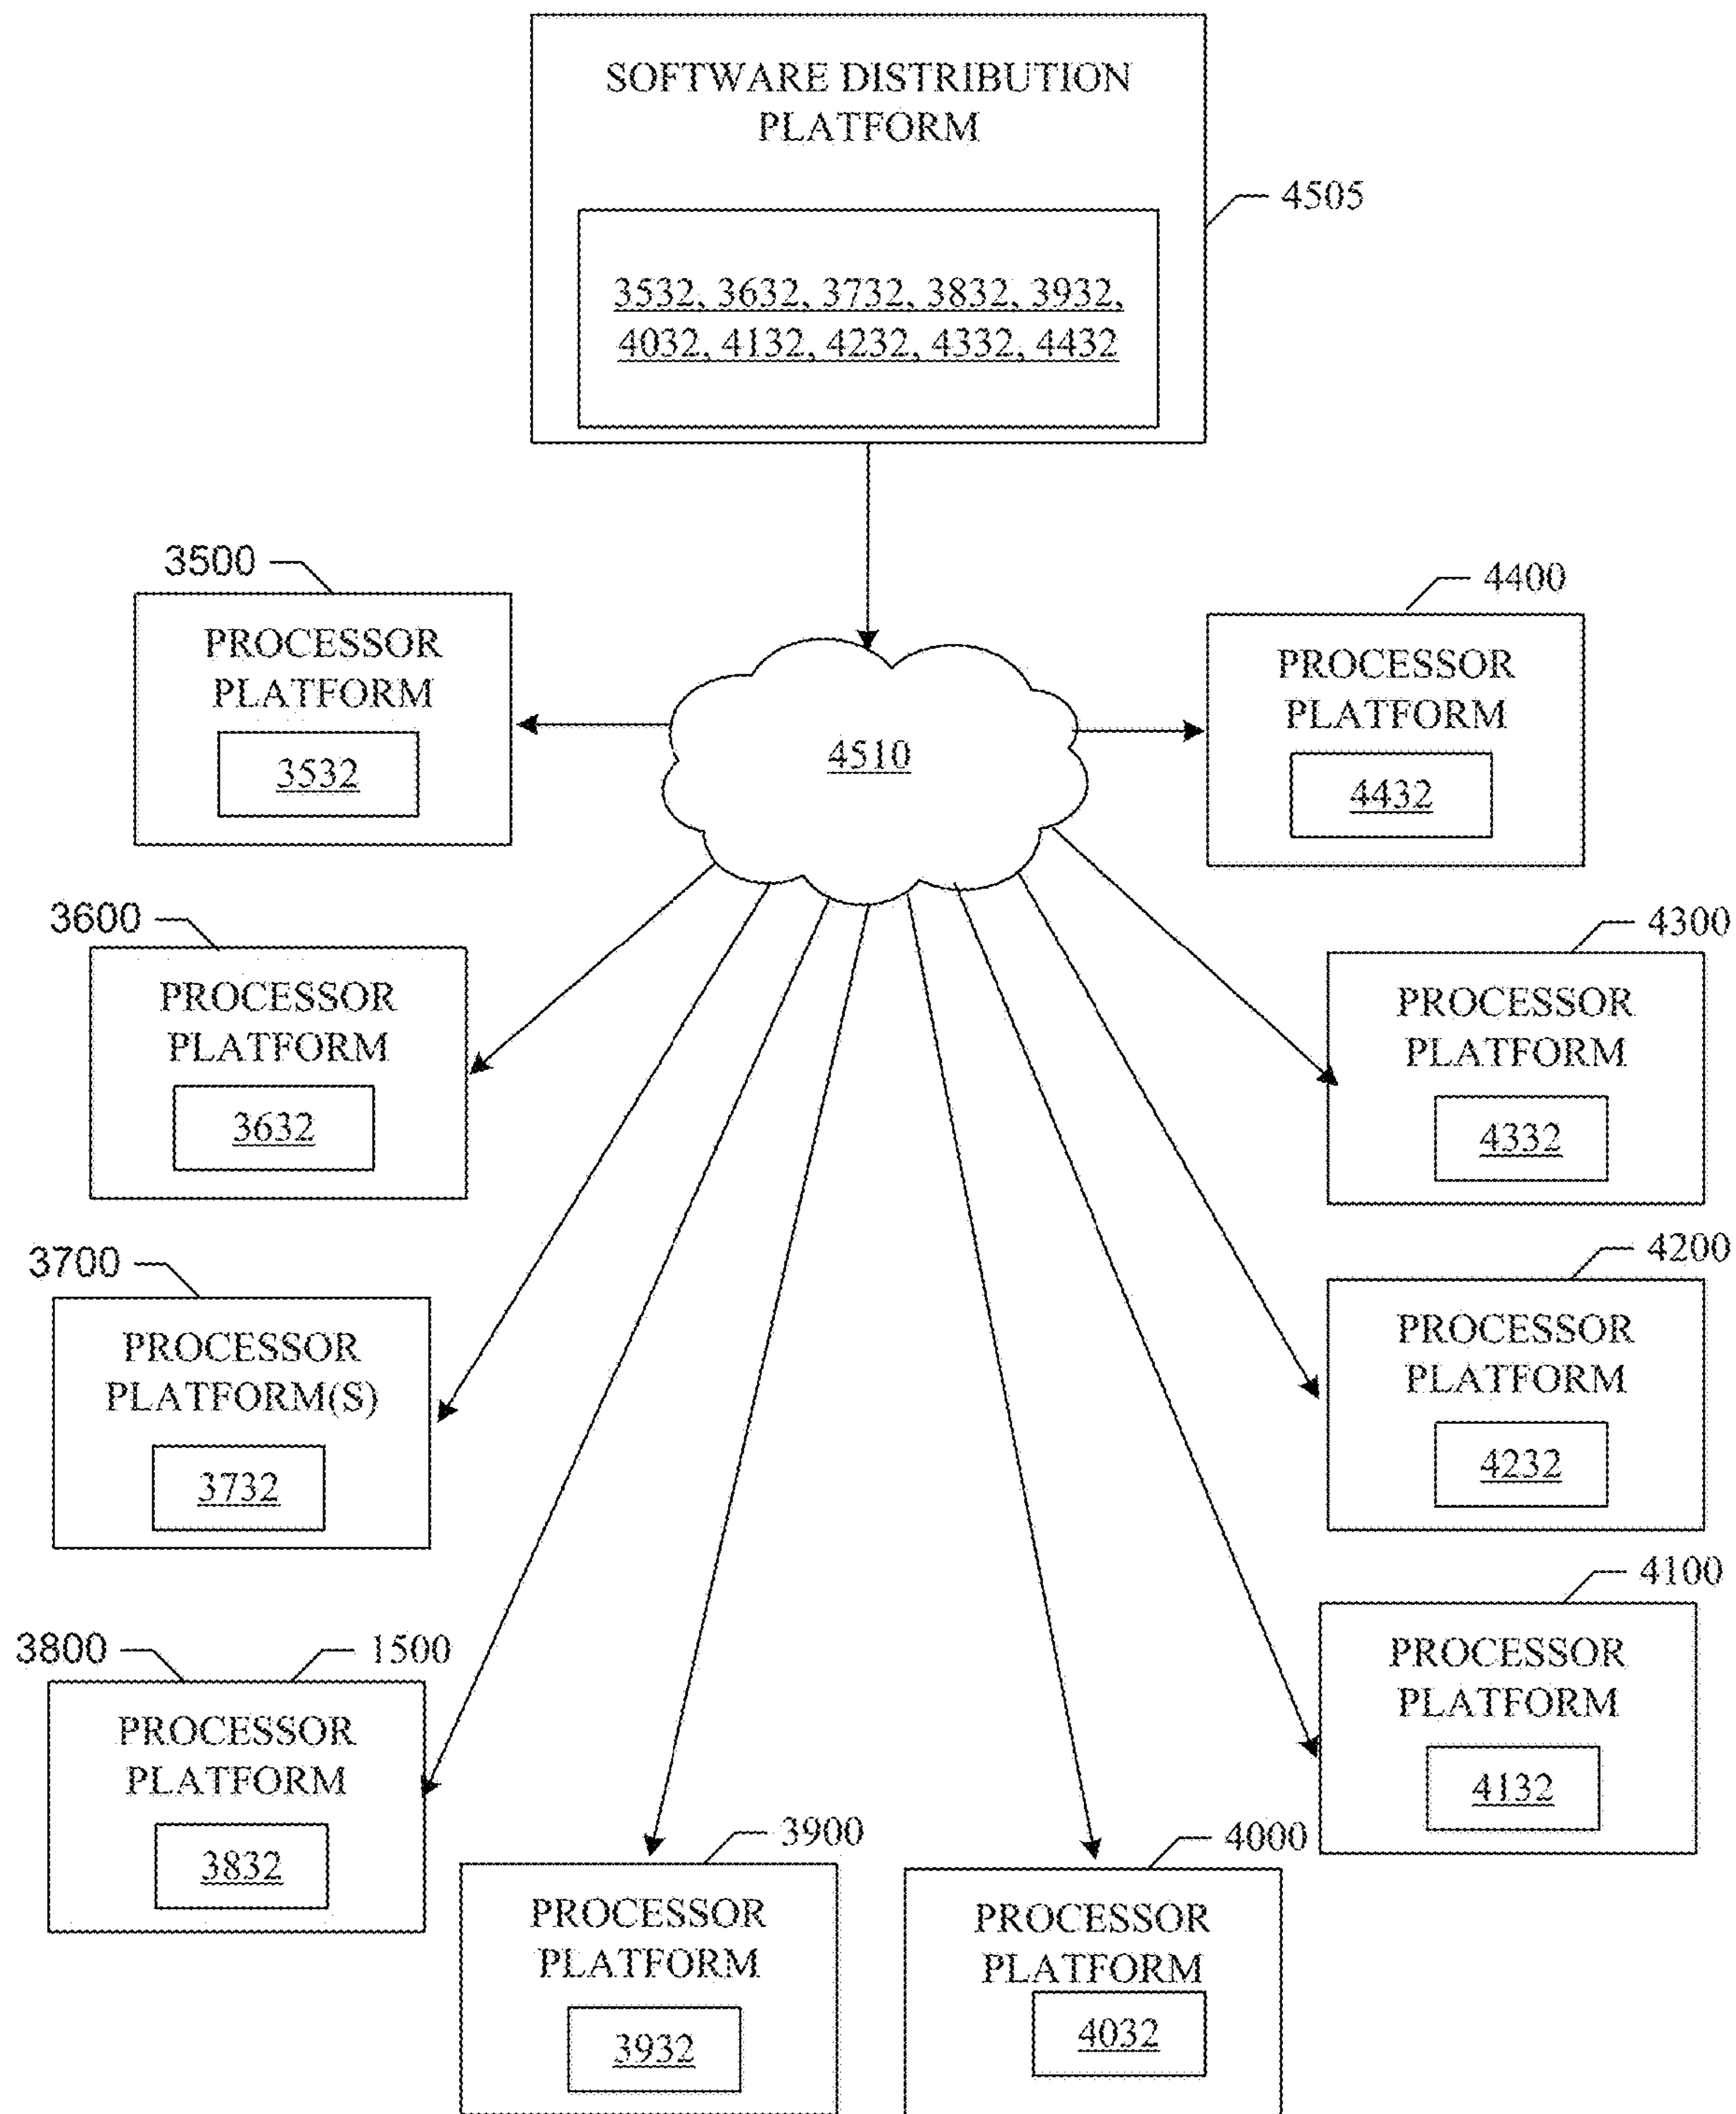 SOFTWARE DISTRIBUTION
PLATFORM
4505
3532, 3632, 3732, 3832, 3932,
4032, 4132, 4232, 4332, 4432
3500
PROCESSOR
PLATFORM
3532
4510
4400
PROCESSOR
PLATFORM
4432
3600
PROCESSOR
PLATFORM
3632
4300
PROCESSOR
PLATFORM
4332
3700
PROCESSOR
PLATFORM(S)
3732
4200
PROCESSOR
PLATFORM
4232
3800
1500
PROCESSOR
PLATFORM
3832
4100
PROCESSOR
PLATFORM
4132
3900
PROCESSOR
PLATFORM
3932
4000
PROCESSOR
PLATFORM
4032